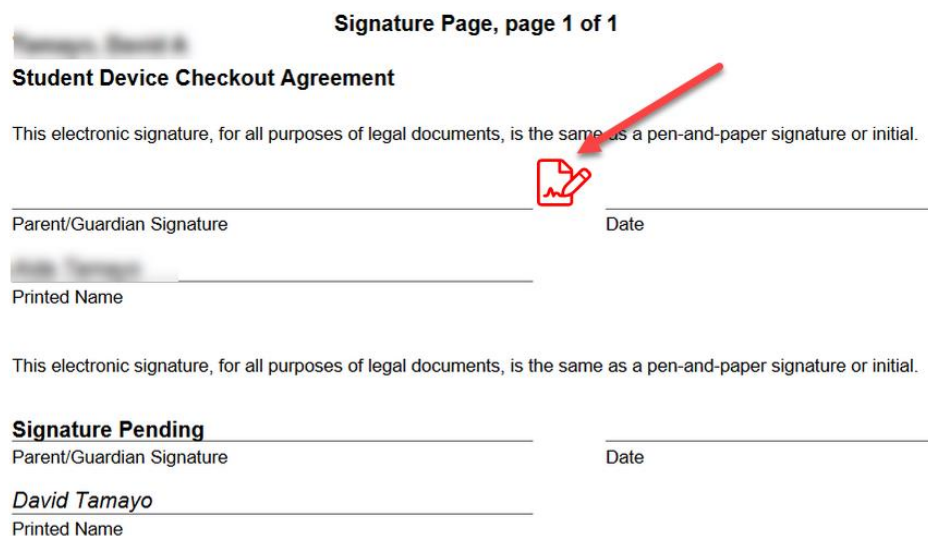 Signature Page, page 1 of 1
Student Device Checkout Agreement
This electronic signature, for all purposes of legal documents, is the same as a pen-and-paper signature or initial.
Parent/Guardian Signature Date
Printed Name
This electronic signature, for all purposes of legal documents, is the same as a pen-and-paper signature or initial.
Signature Pending
Parent/Guardian Signature Date
David Tamayo
Printed Name